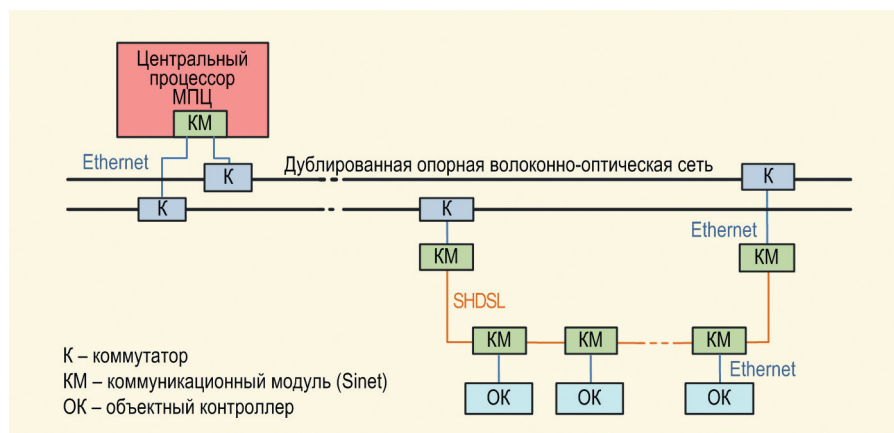 Центральный
процессор
МПЦ
КМ
Ethernet
Дублированная опорная волоконно-оптическая сеть
К
К
К
К
Ethernet
КМ
КМ
SHDSL
КМ
КМ
КМ
Ethernet
ОК
ОК
ОК
К – коммутатор
КМ – коммуникационный модуль (Sinet)
ОК – объектный контроллер